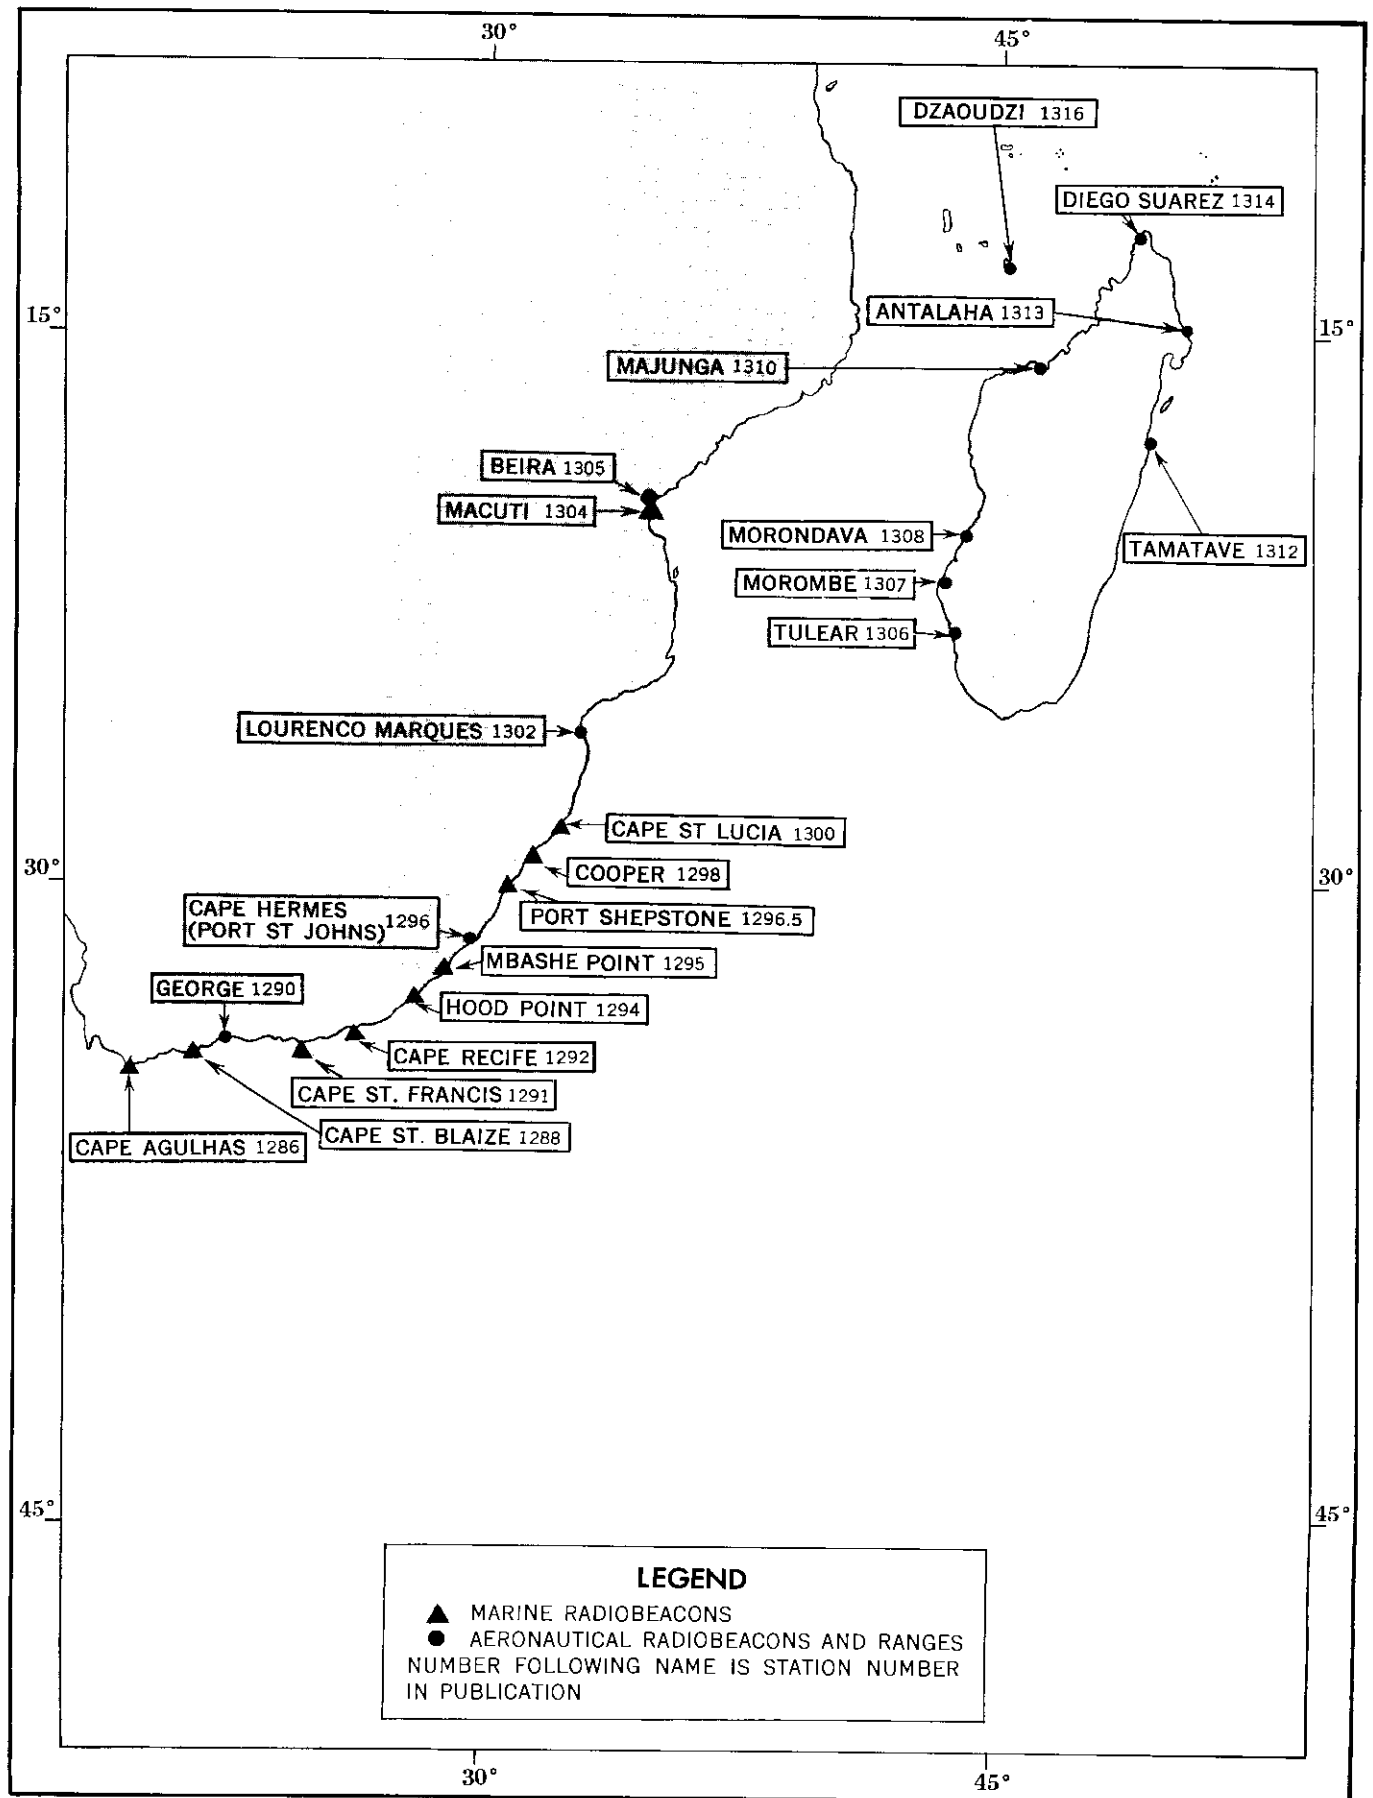 30°
45°
DZAOUDZI 1316
DIEGO SUAREZ 1314
15°
ANTALAHA 1313
15°
MAJUNGA 1310
BEIRA 1305
MACUTI 1304
MORONDAVA 1308
TAMATAVE 1312
MOROMBE 1307
TULEAR 1306
LOURENCO MARQUES 1302
CAPE ST LUCIA 1300
30°
COOPER 1298
30°
CAPE HERMES
(PORT ST JOHNS) 1296
PORT SHEPSTONE 1296.5
MBASHE POINT 1295
GEORGE 1290
HOOD POINT 1294
CAPE RECIFE 1292
CAPE ST. FRANCIS 1291
CAPE ST. BLAIZE 1288
CAPE AGULHAS 1286
45°
45°
LEGEND
MARINE RADIOBEACONS
AERONAUTICAL RADIOBEACONS AND RANGES
NUMBER FOLLOWING NAME IS STATION NUMBER
IN PUBLICATION
30°
45°